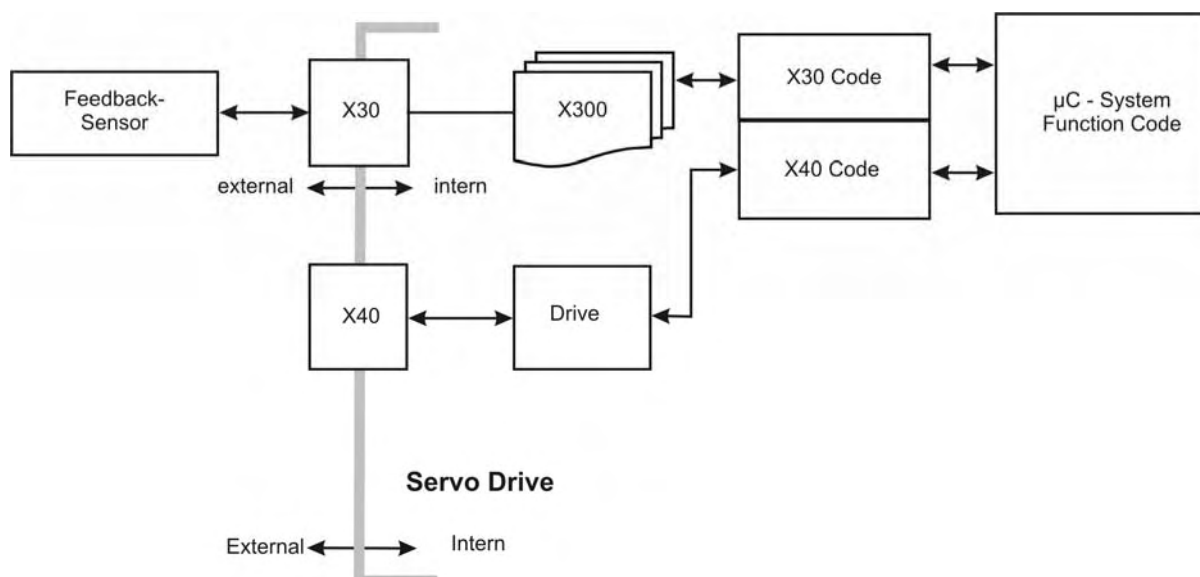 Feedback-
Sensor
X30
X300
X30 Code
µC - System
Function Code
external
intern
X40 Code
X40
Drive
Servo Drive
External
Intern